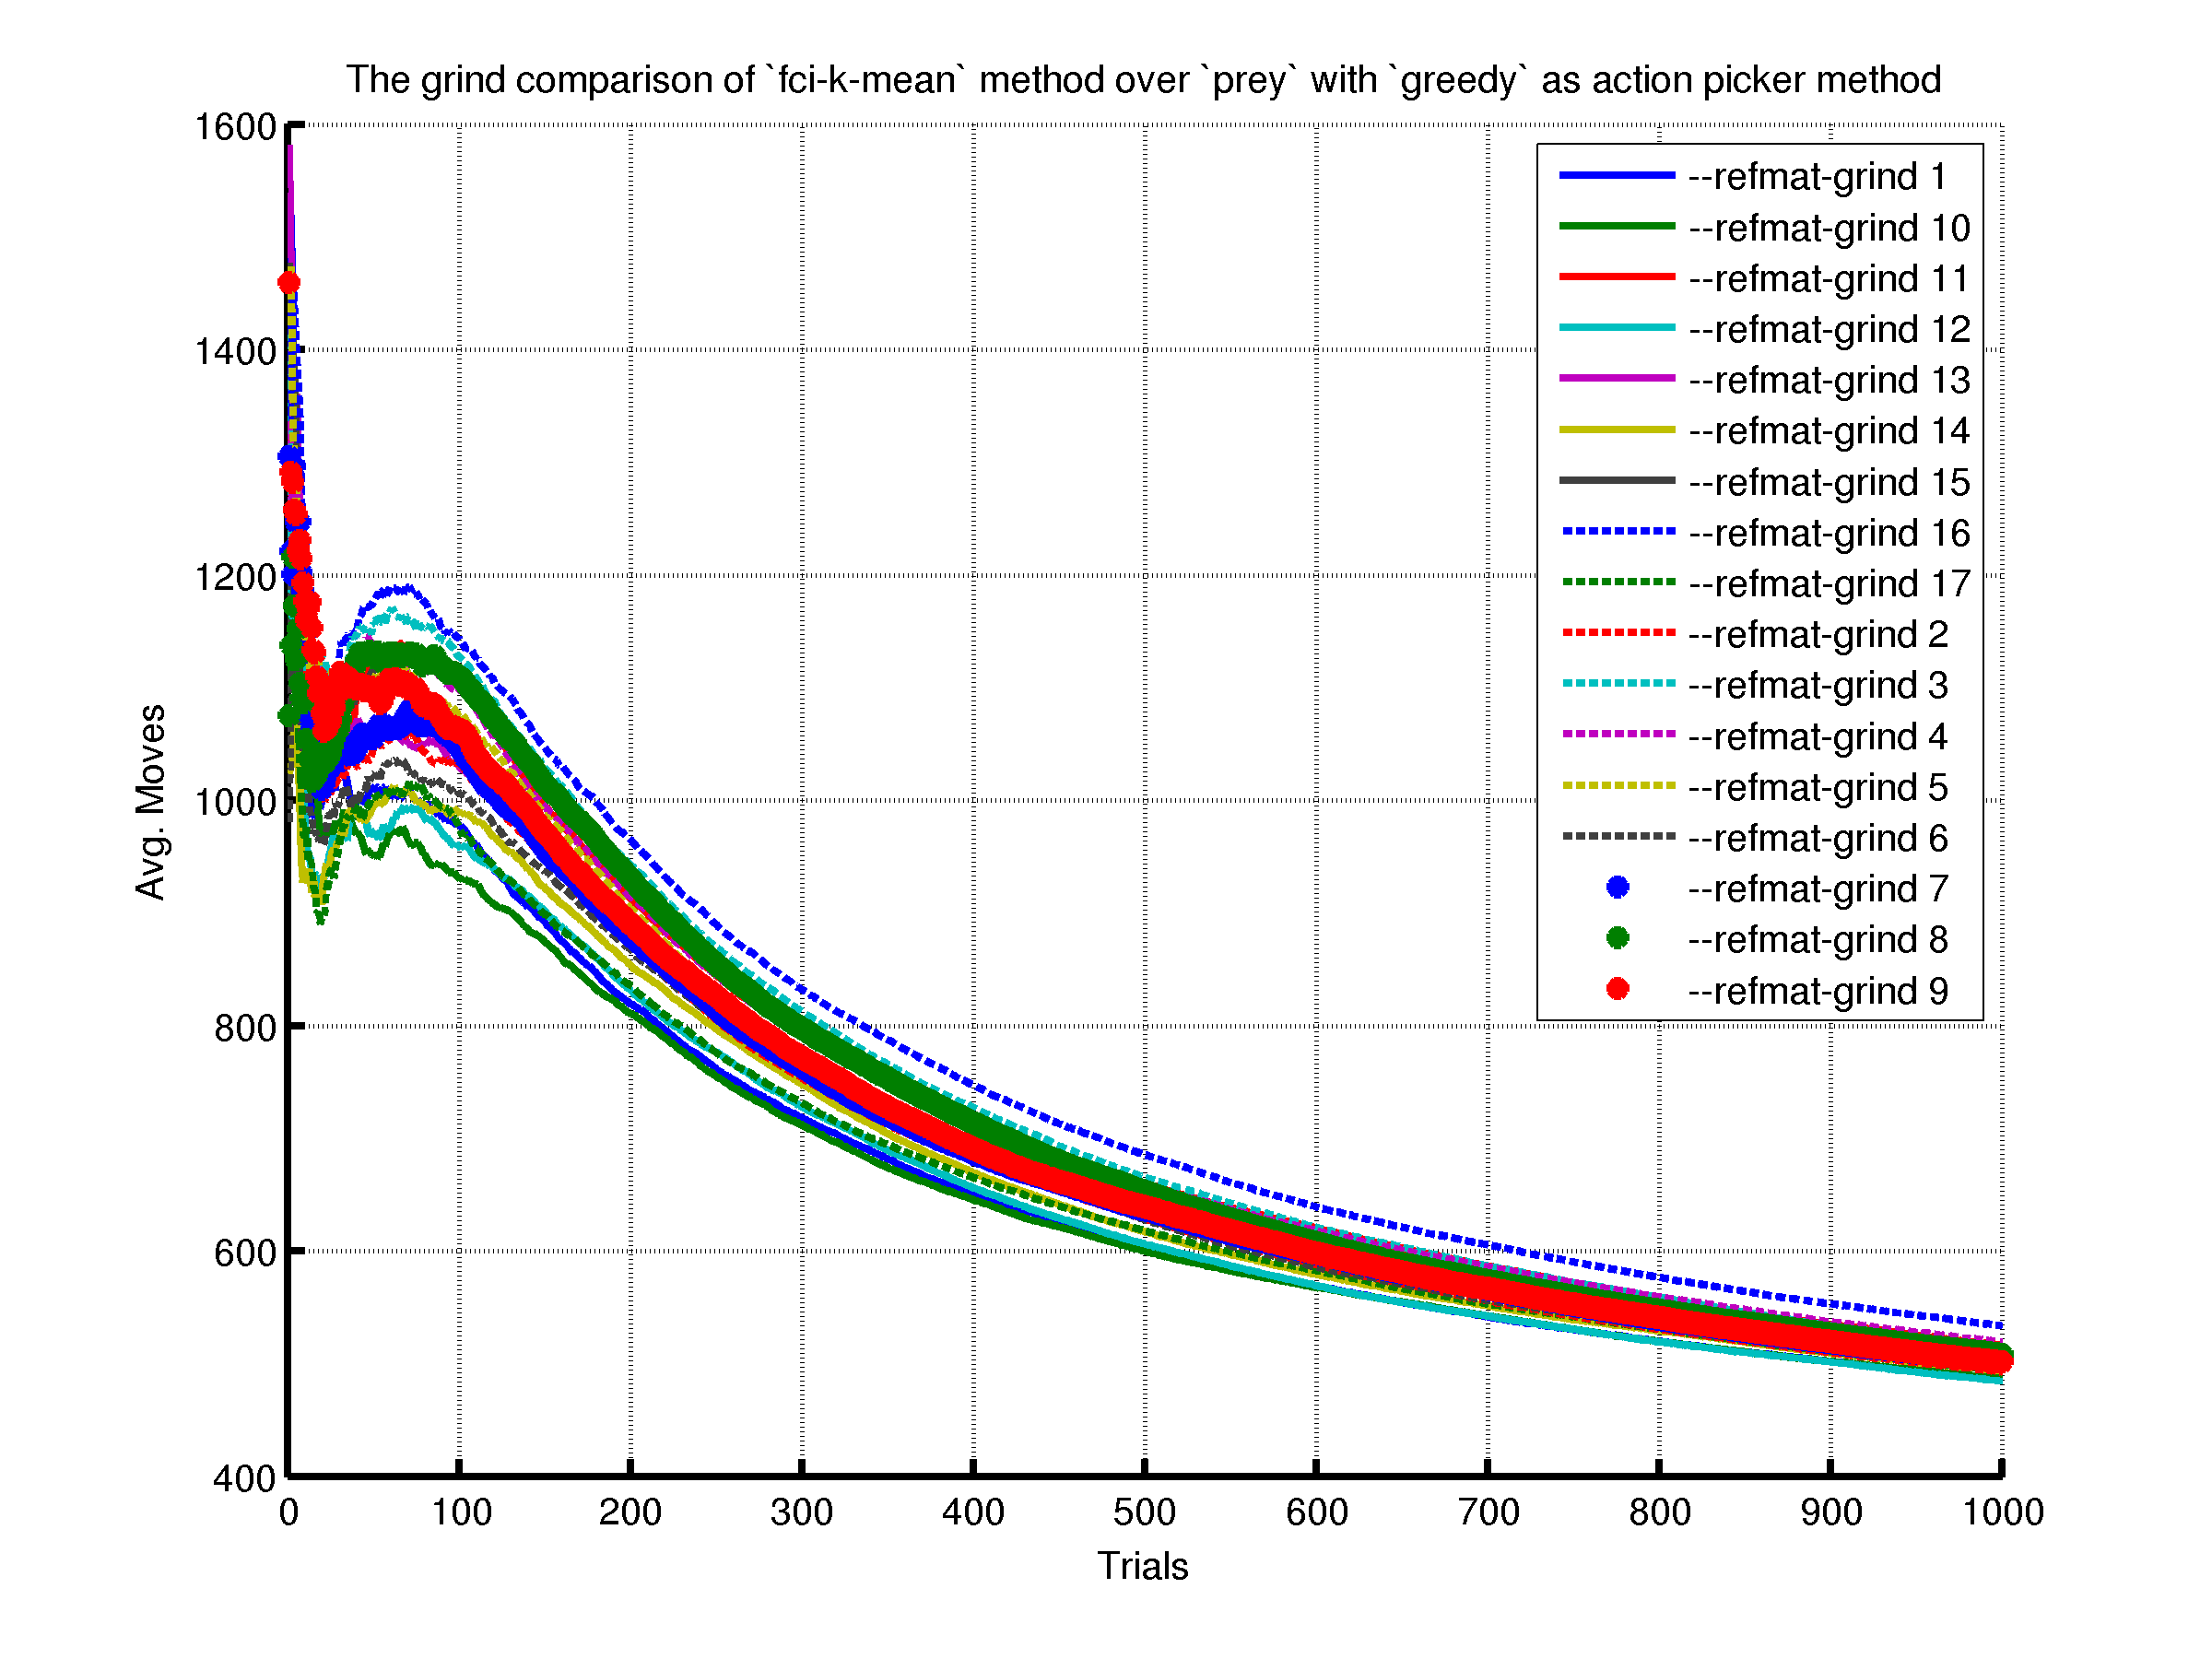 The grind comparison of `fci-k-mean` method over `prey` with `greedy` as action picker method
1600
1400
1200
1000
800
600
400
Avg. Moves
0 100 200 300 400 500 600 700 800 900 1000
Trials
--refmat-grind 1
--refmat-grind 10
--refmat-grind 11
--refmat-grind 12
--refmat-grind 13
--refmat-grind 14
--refmat-grind 15
--refmat-grind 16
--refmat-grind 17
--refmat-grind 2
--refmat-grind 3
--refmat-grind 4
--refmat-grind 5
--refmat-grind 6
--refmat-grind 7
--refmat-grind 8
--refmat-grind 9